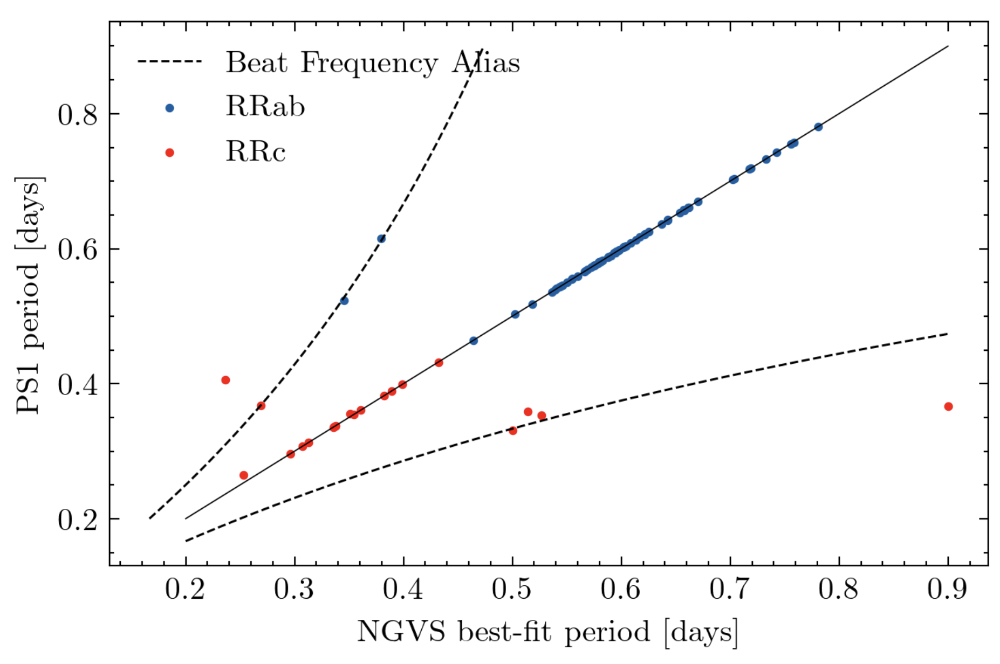 Beat Frequency Alias
RRab
RRc
PS1 period [days]
0.8
0.6
0.4
0.2
0.2 0.3 0.4 0.5 0.6 0.7 0.8 0.9
NGVS best-fit period [days]